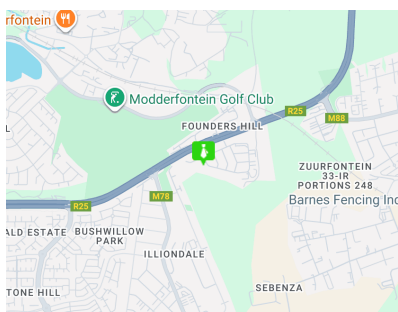 rfontein
Modderfontein Golf Club
R25
M88
FOUNDERS HILL
L
ZUURFONTEIN
33-IR
PORTIONS 248
M78
Barnes Fencing Ind
R25
ALD ESTATE
BUSHWILLOW
PARK
ILLIONDALE
SEBENZA
TONE HILL